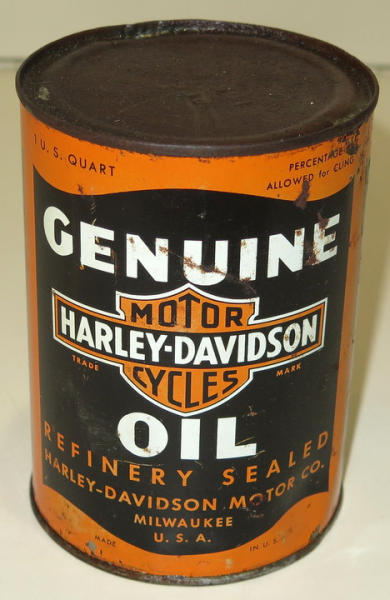 1 U. S. QUART
PERCENTAGE
ALLOWED for CLING
GENUINE
MOTOR
HARLEY-DAVIDSON
TRADE MARK
CYCLES
OIL
REFINERY SEALED
HARLEY-DAVIDSON MOTOR CO.
MILWAUKEE
U. S. A.
MADE IN U. S.